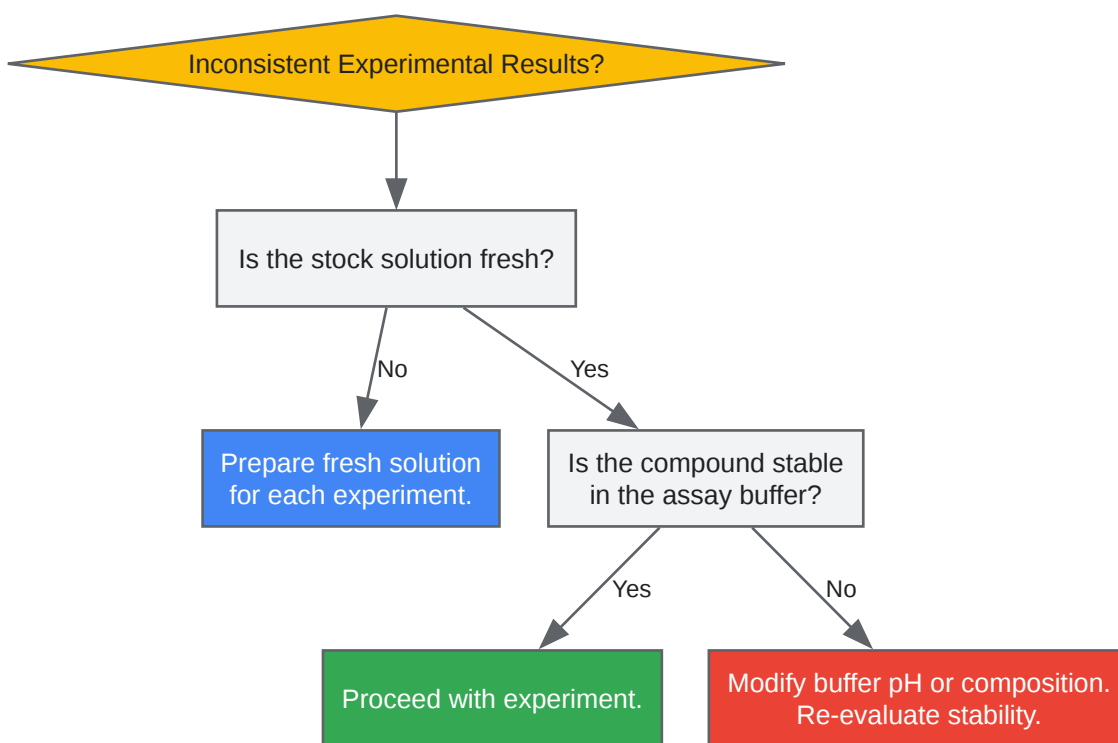 Inconsistent Experimental Results?
Is the stock solution fresh?
No
Yes
Prepare fresh solution
for each experiment.
Is the compound stable
in the assay buffer?
Yes
No
Proceed with experiment.
Modify buffer pH or composition.
Re-evaluate stability.